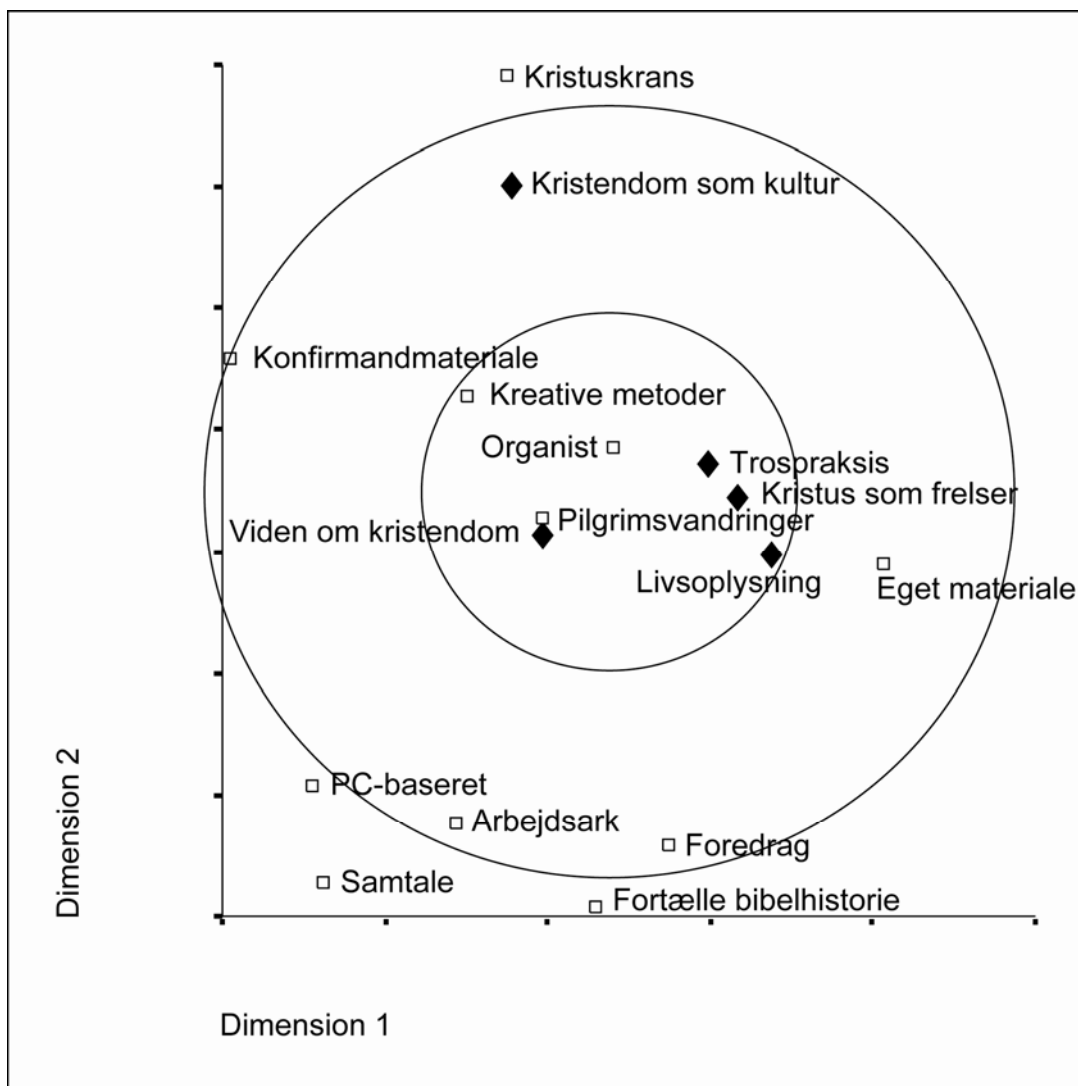 Kristuskrans
Kristendom som kultur
Konfirmandmateriale
Kreative metoder
Organist
Trospraksis
Kristus som frelser
Pilgrimsvandringer
Viden om kristendom
Livsoplysning
Eget materiale
PC-baseret
Arbejdsark
Foredrag
Samtale
Fortælle bibelhistorie
Dimension 2
Dimension 1